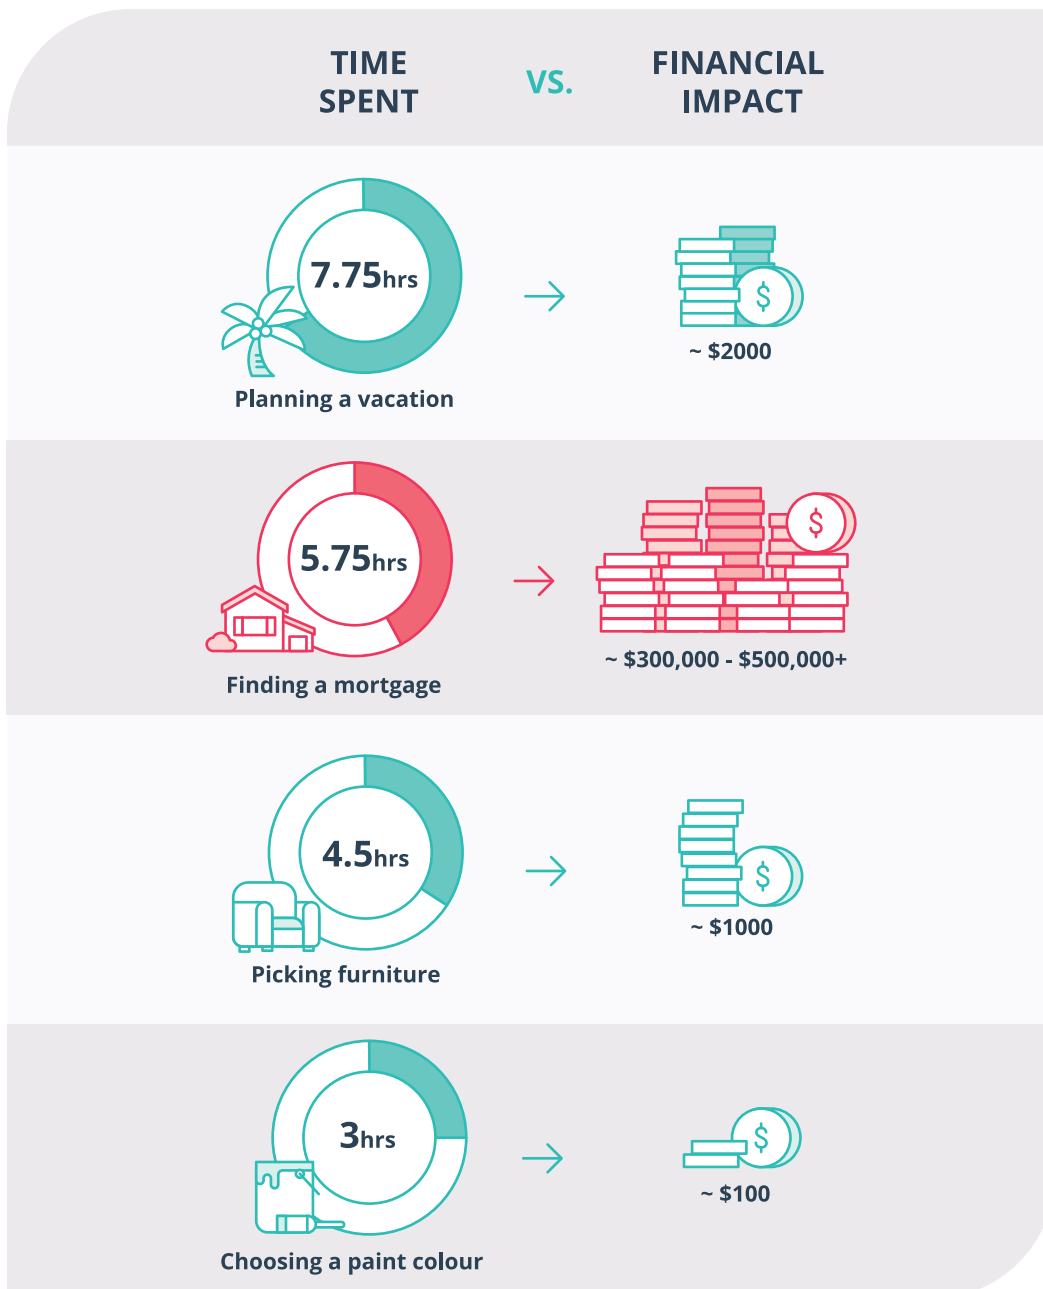 TIME
SPENT
VS.
FINANCIAL
IMPACT
7.75hrs
$
~ $2000
Planning a vacation
5.75hrs
$
~ $300,000 - $500,000+
Finding a mortgage
4.5hrs
$
~ $1000
Picking furniture
3hrs
$
~ $100
Choosing a paint colour